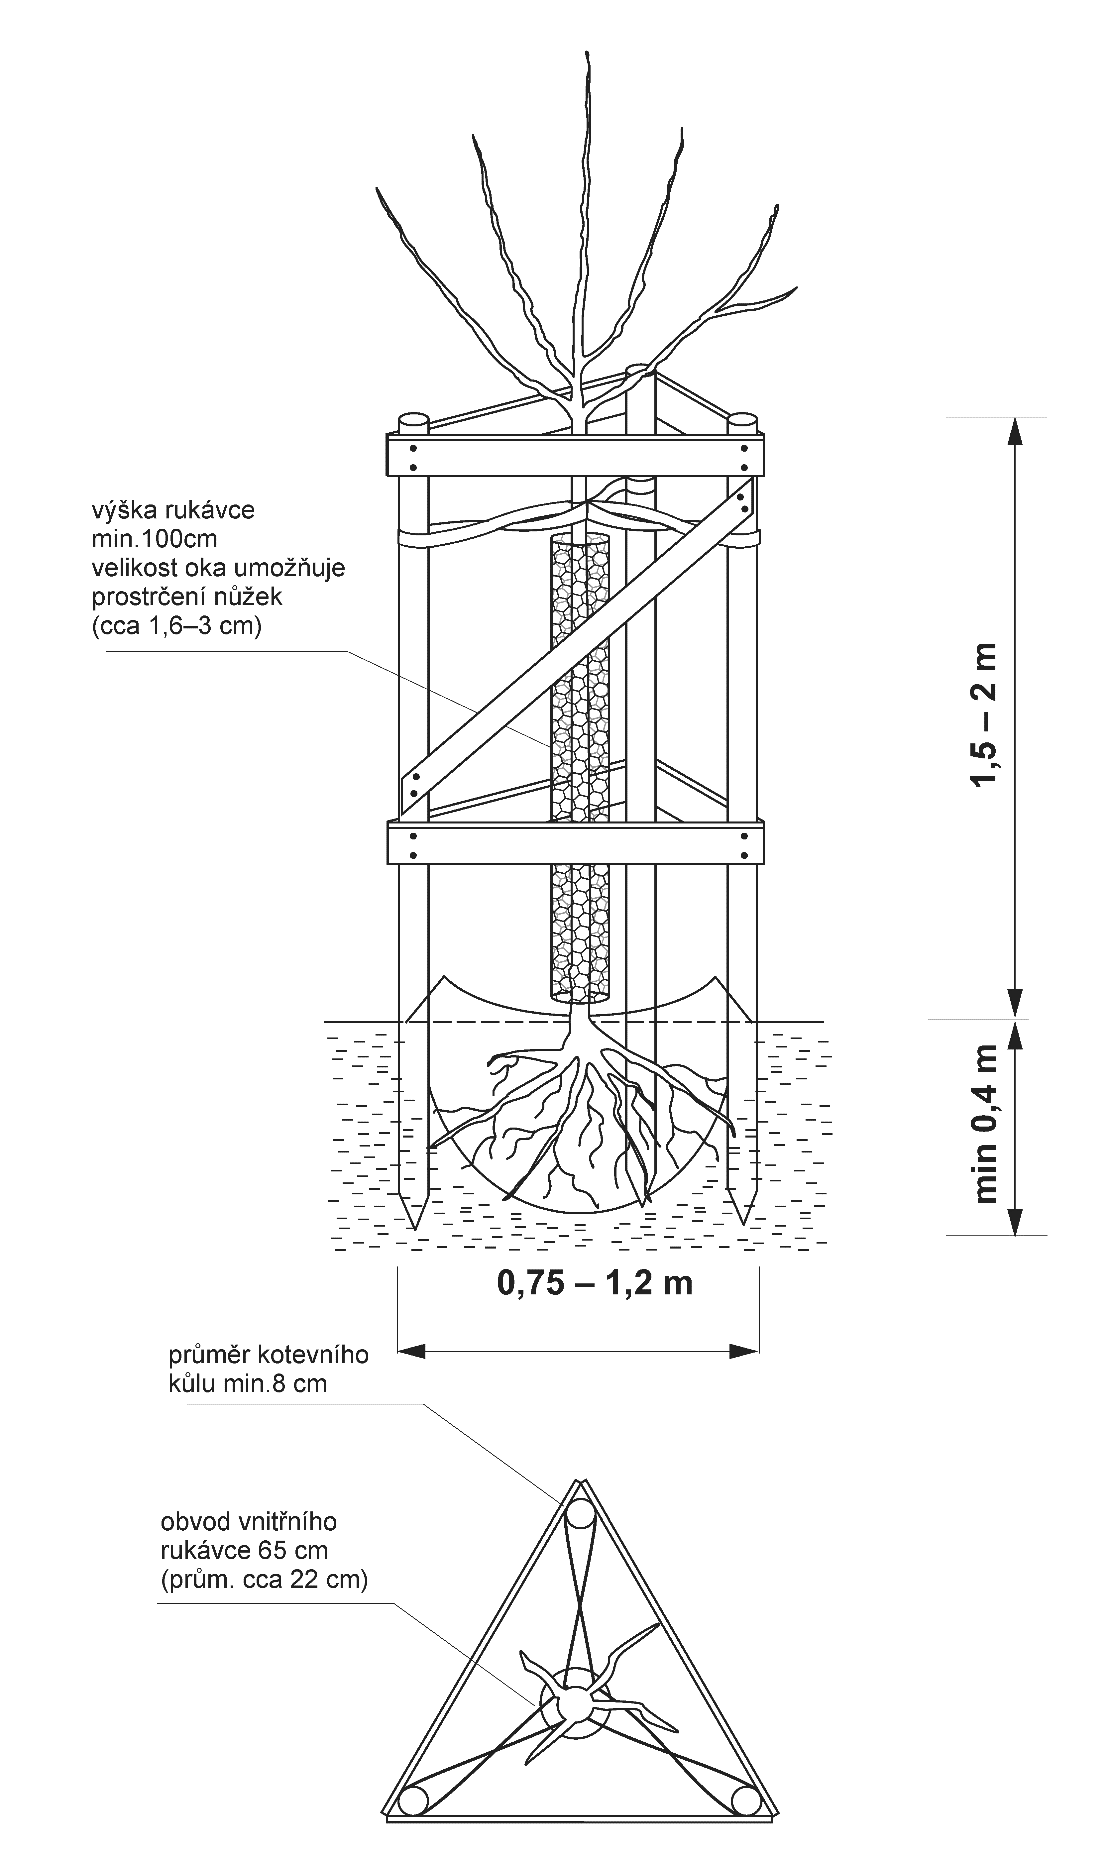 výška rukávce
min.100cm
velikost oka umožňuje
prostrčení nůžek
(cca 1,6–3 cm)
1,5 – 2 m
min 0,4 m
0,75 – 1,2 m
průměr kotevního
kůlu min.8 cm
obvod vnitřního
rukávce 65 cm
(prům. cca 22 cm)